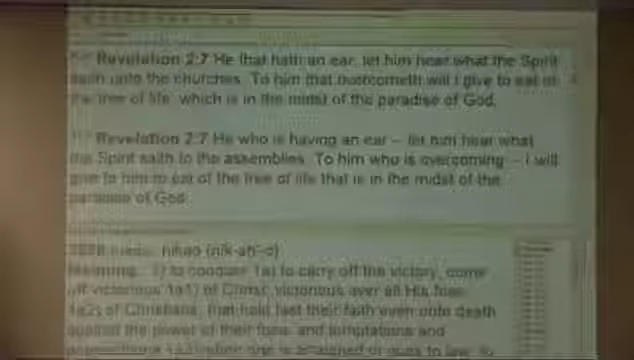 Revelation 2:7 He that hath an ear, let him hear what the Spirit
saith unto the churches. To him that overcometh will I give to eat of
the tree of life, which is in the midst of the paradise of God.
Revelation 2:7 He who is having an ear -- let him hear what
the Spirit saith to the assemblies. To him who is overcoming -- I will
give to him to eat of the tree of life that is in the midst of the
paradise of God
nikao (nik-ah'-o)
Meaning: 1) to conquer 1a) to carry off the victory, come
off victorious 1a1) of Christ, victorious over all His foes
1a2) of Christians, that hold fast their faith even unto death
against the power of their foes, and temptations and